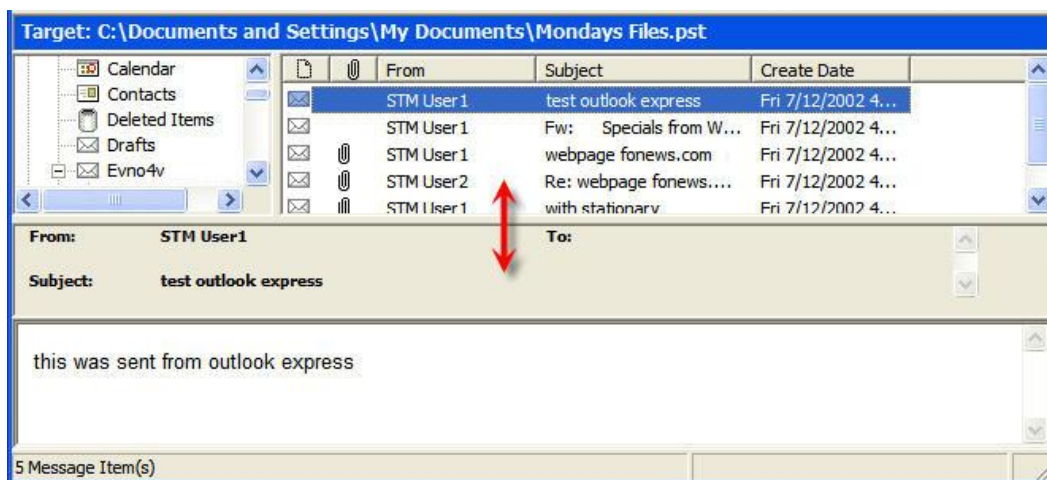 Target: C:\Documents and Settings\My Documents\Mondays Files.pst
Calendar
Contacts
Deleted Items
Drafts
Evno4v
From Subject Create Date
STM User1 test outlook express Fri 7/12/2002 4...
STM User1 Fw: Specials from W... Fri 7/12/2002 4...
STM User1 webpage fonews.com Fri 7/12/2002 4...
STM User2 Re: webpage fonews.... Fri 7/12/2002 4...
STM User1 with stationary Fri 7/12/2002 4...
From: STM User1 To:
Subject: test outlook express
this was sent from outlook express
5 Message Item(s)